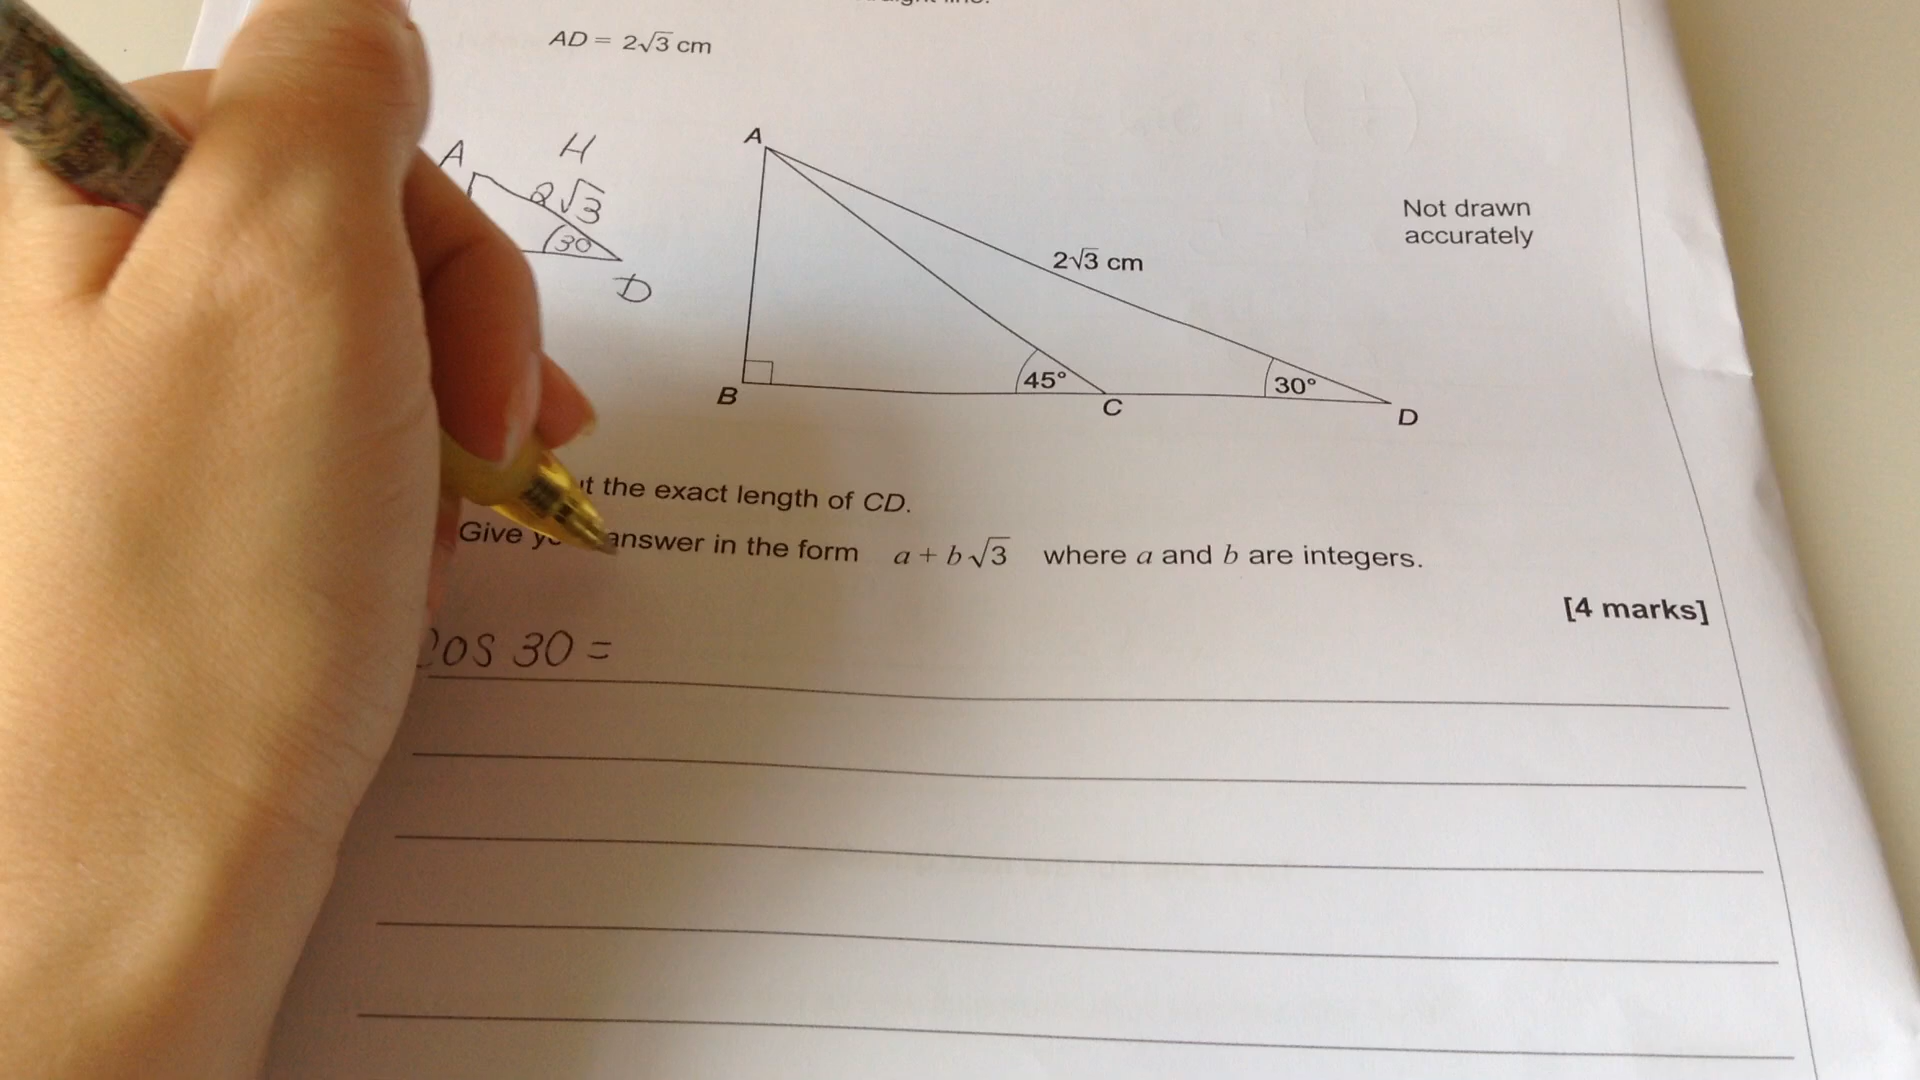 AD = 2√3 cm
A H
2√3
30
D
A
Not drawn
accurately
2√3 cm
45° 30°
B C D
the exact length of CD.
Give answer in the form a + b√3 where a and b are integers.
[4 marks]
cos 30 =